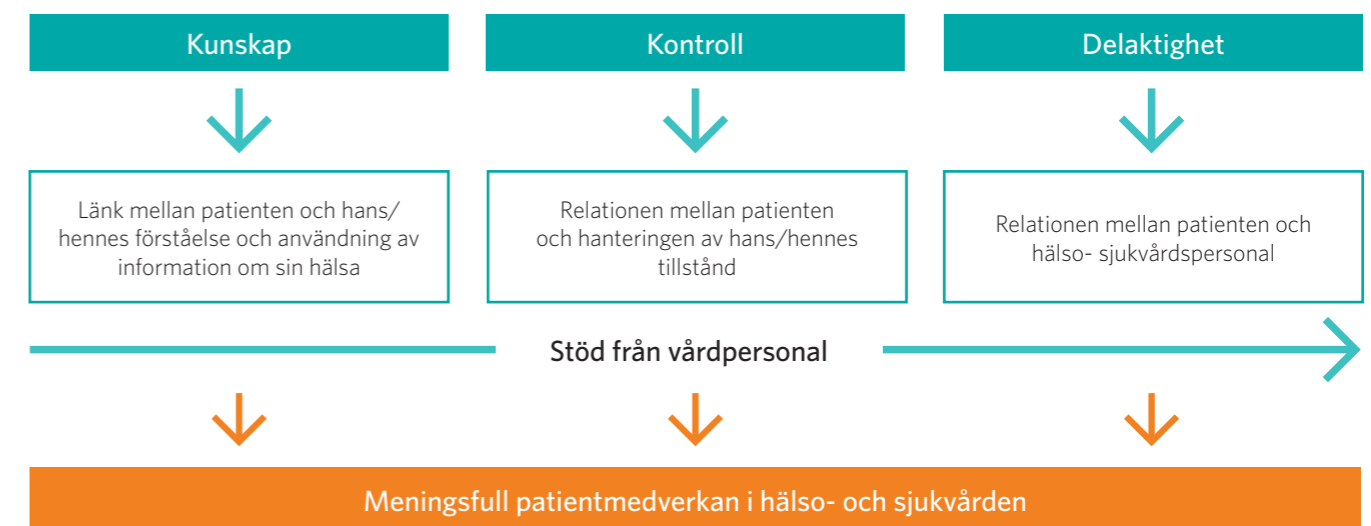 Kunskap
Kontroll
Delaktighet
Länk mellan patienten och hans/
hennes förståelse och användning av
information om sin hälsa
Relationen mellan patienten
och hanteringen av hans/hennes
tillstånd
Relationen mellan patienten och
hälso- sjukvårdspersonal
Stöd från vårdpersonal
Meningsfull patientmedverkan i hälso- och sjukvården